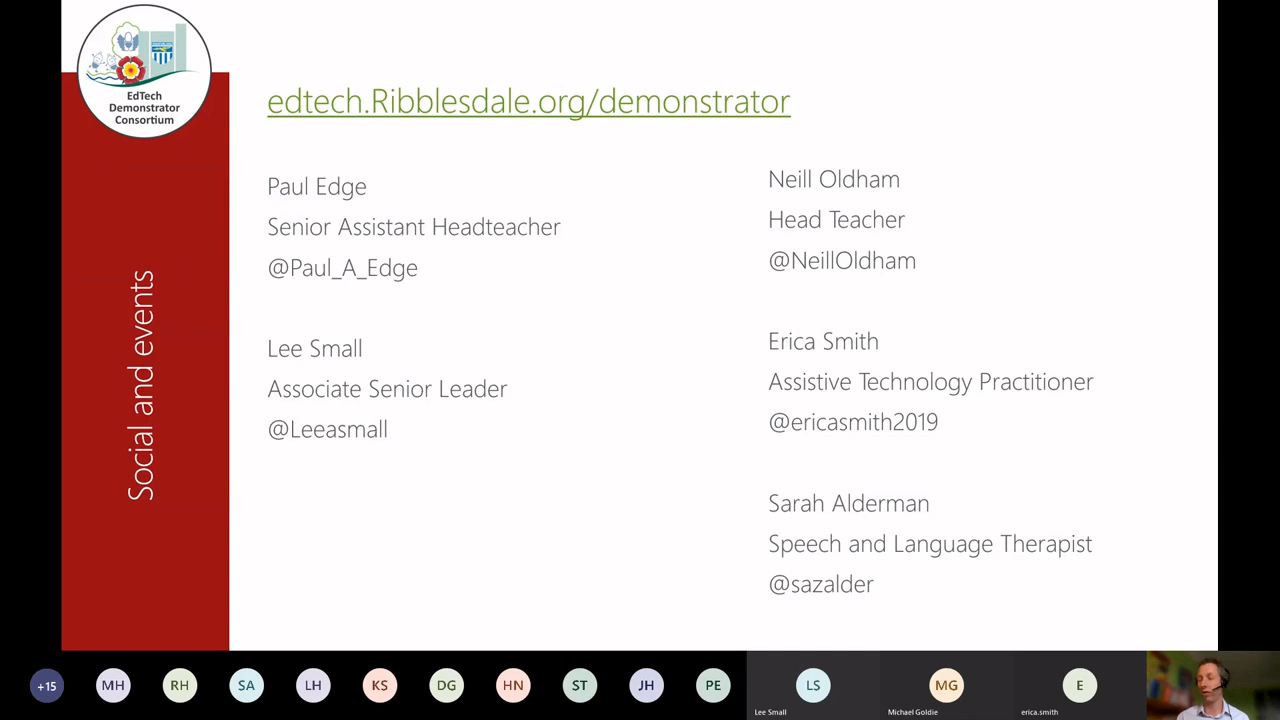 EdTech
Demonstrator
Consortium
Social and events
edtech.Ribblesdale.org/demonstrator
Paul Edge
Senior Assistant Headteacher
@Paul_A_Edge
Lee Small
Associate Senior Leader
@Leeasmall
Neill Oldham
Head Teacher
@NeillOldham
Erica Smith
Assistive Technology Practitioner
@ericasmith2019
Sarah Alderman
Speech and Language Therapist
@sazalder
+15
MH
RH
SA
LH
KS
DG
HN
ST
JH
PE
LS
Lee Small
MG
Michael Goldie
E
erica.smith